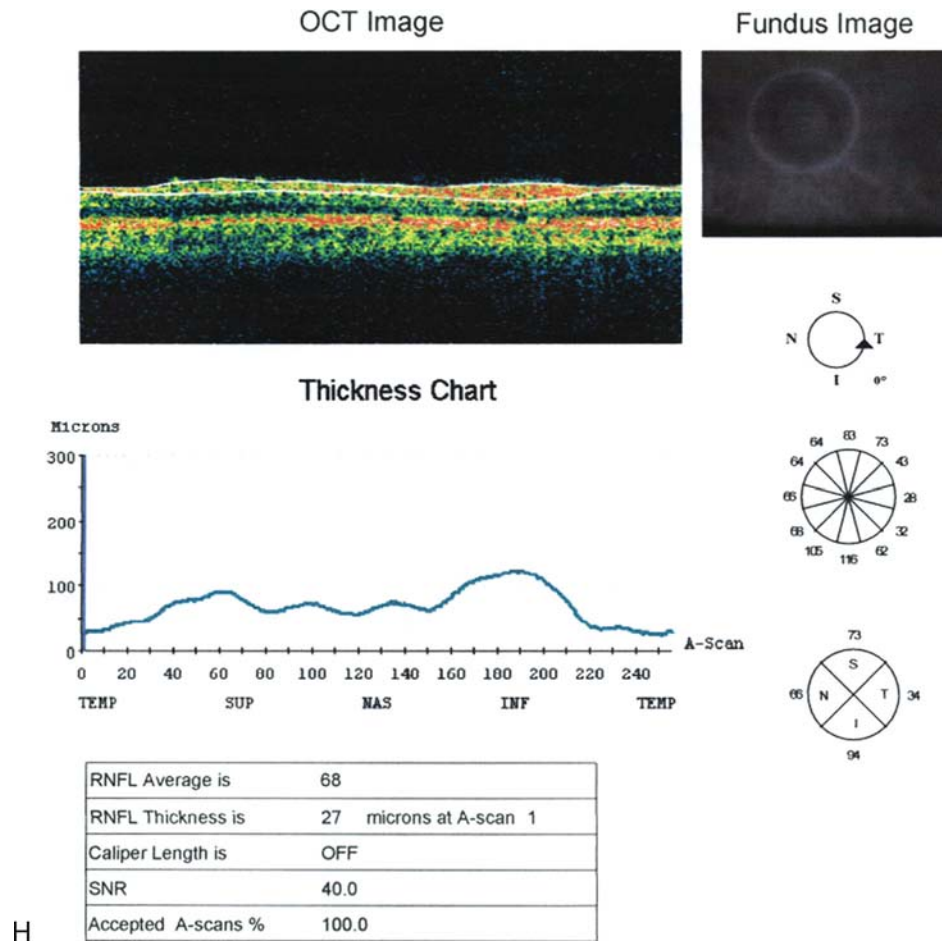 OCT Image
Fundus Image
S
N T
I 0°
Thickness Chart
Microns
300
200
100
0
A-Scan
0 20 40 60 80 100 120 140 160 180 200 220 240
TEMP SUP NAS INF TEMP
83
64 73
64 43
66 28
68 32
105 62
116
73
S
66 N T 34
I
94
RNFL Average is 68
RNFL Thickness is 27 microns at A-scan 1
Caliper Length is OFF
SNR 40.0
Accepted A-scans % 100.0
H